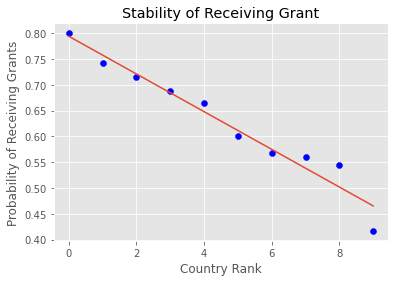 Stability of Receiving Grant
Probability of Receiving Grants
0.80
0.75
0.70
0.65
0.60
0.55
0.50
0.45
0.40
0 2 4 6 8
Country Rank